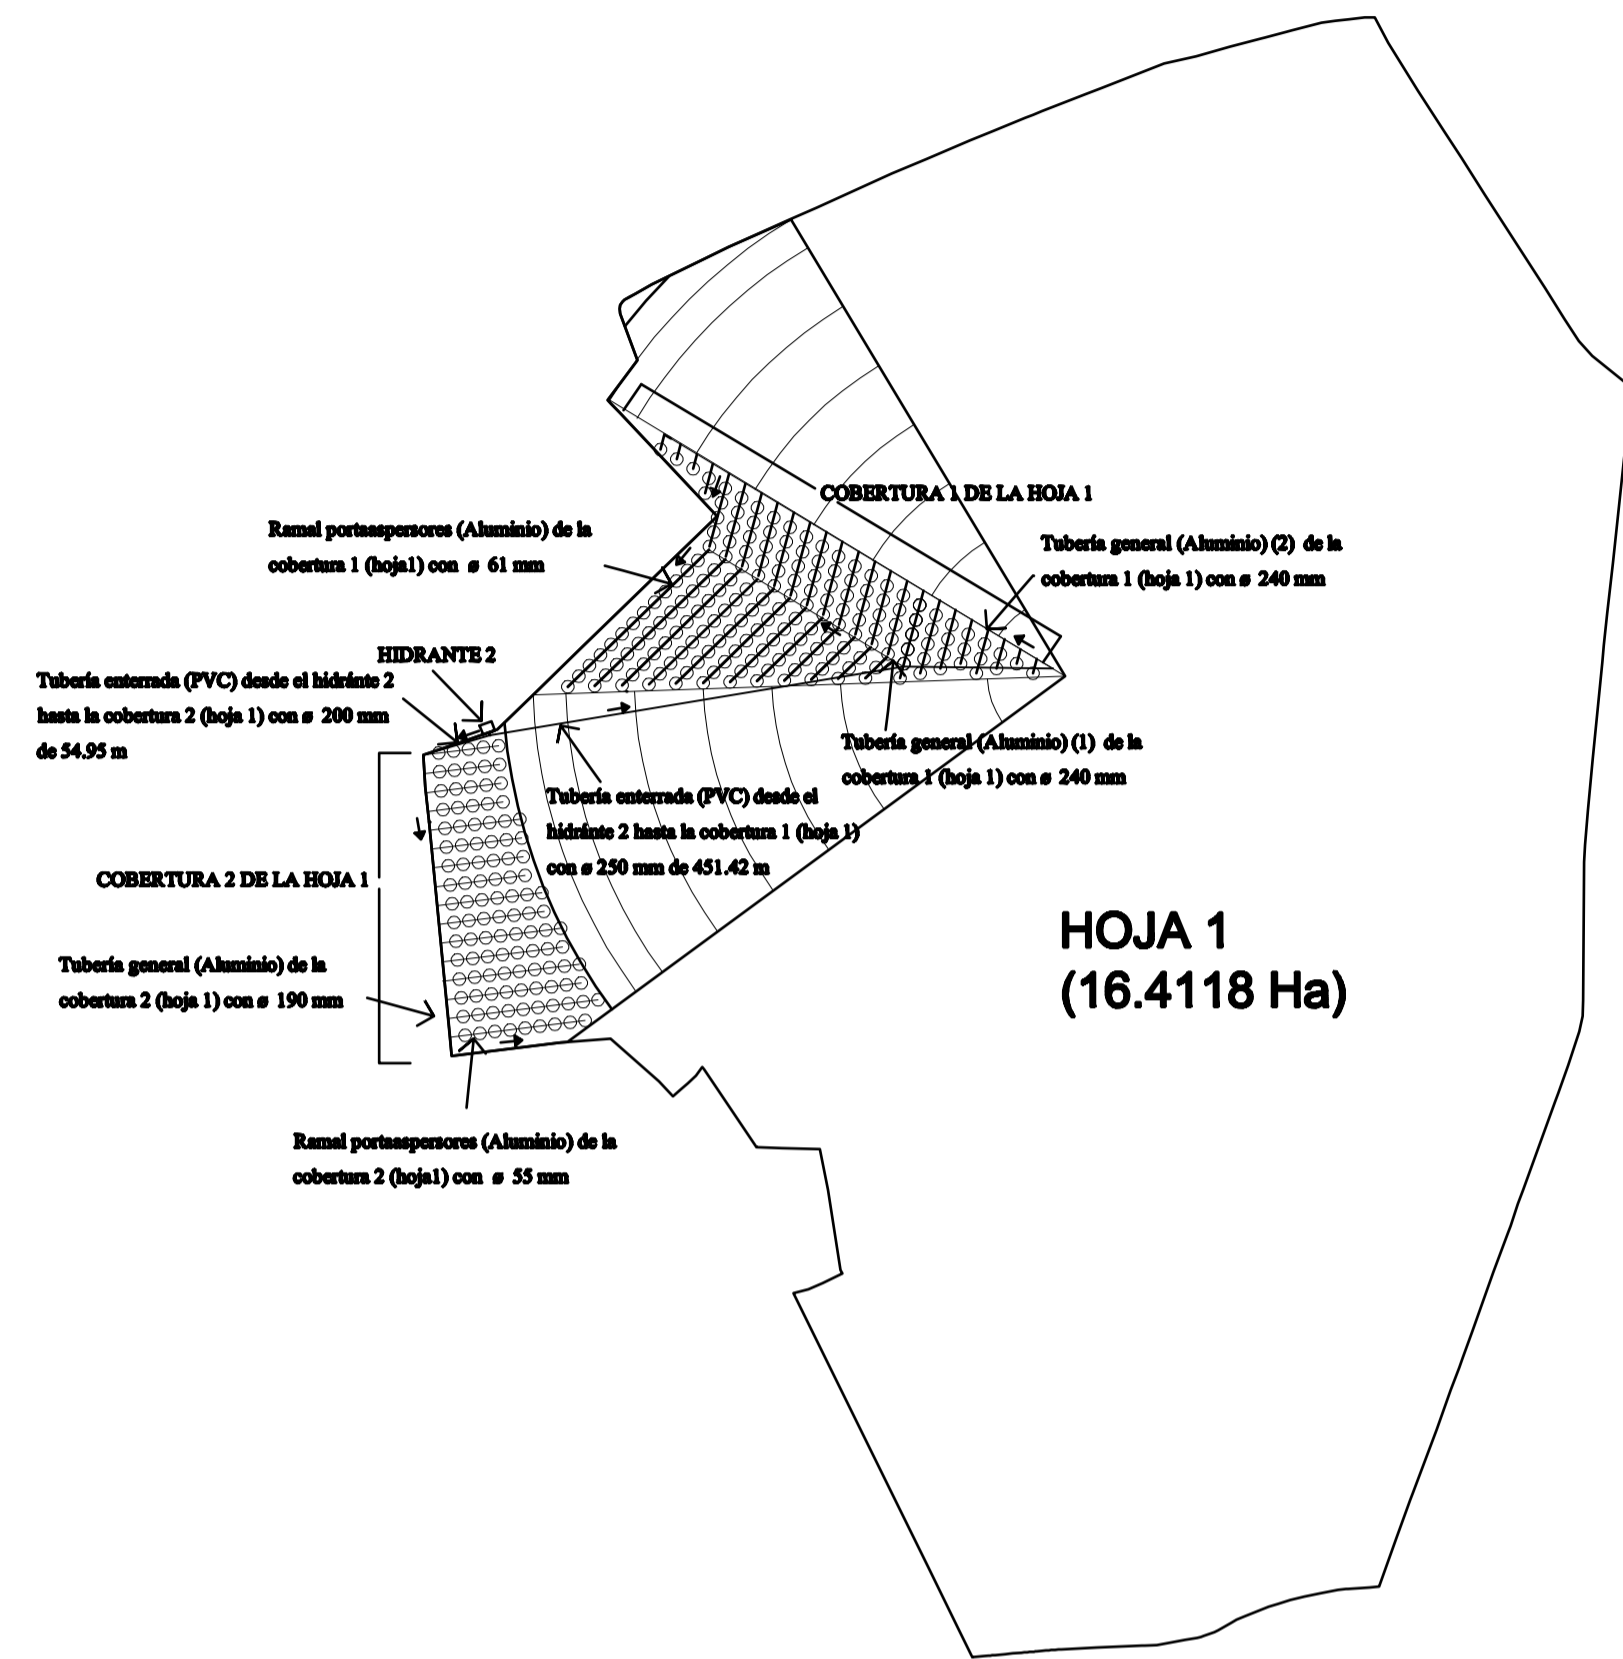 COBERTURA 1 DE LA HOJA 1
Ramal portaaspersores (Aluminio) de la
cobertura 1 (hoja1) con ø 61 mm
Tubería general (Aluminio) (2) de la
cobertura 1 (hoja 1) con ø 240 mm
HIDRANTE 2
Tubería enterrada (PVC) desde el hidránte 2
hasta la cobertura 2 (hoja 1) con ø 200 mm
de 54.95 m
Tubería general (Aluminio) (1) de la
cobertura 1 (hoja 1) con ø 240 mm
Tubería enterrada (PVC) desde el
hidránte 2 hasta la cobertura 1 (hoja 1)
con ø 250 mm de 451.42 m
COBERTURA 2 DE LA HOJA 1
HOJA 1
(16.4118 Ha)
Tubería general (Aluminio) de la
cobertura 2 (hoja 1) con ø 190 mm
Ramal portaaspersores (Aluminio) de la
cobertura 2 (hoja1) con ø 55 mm